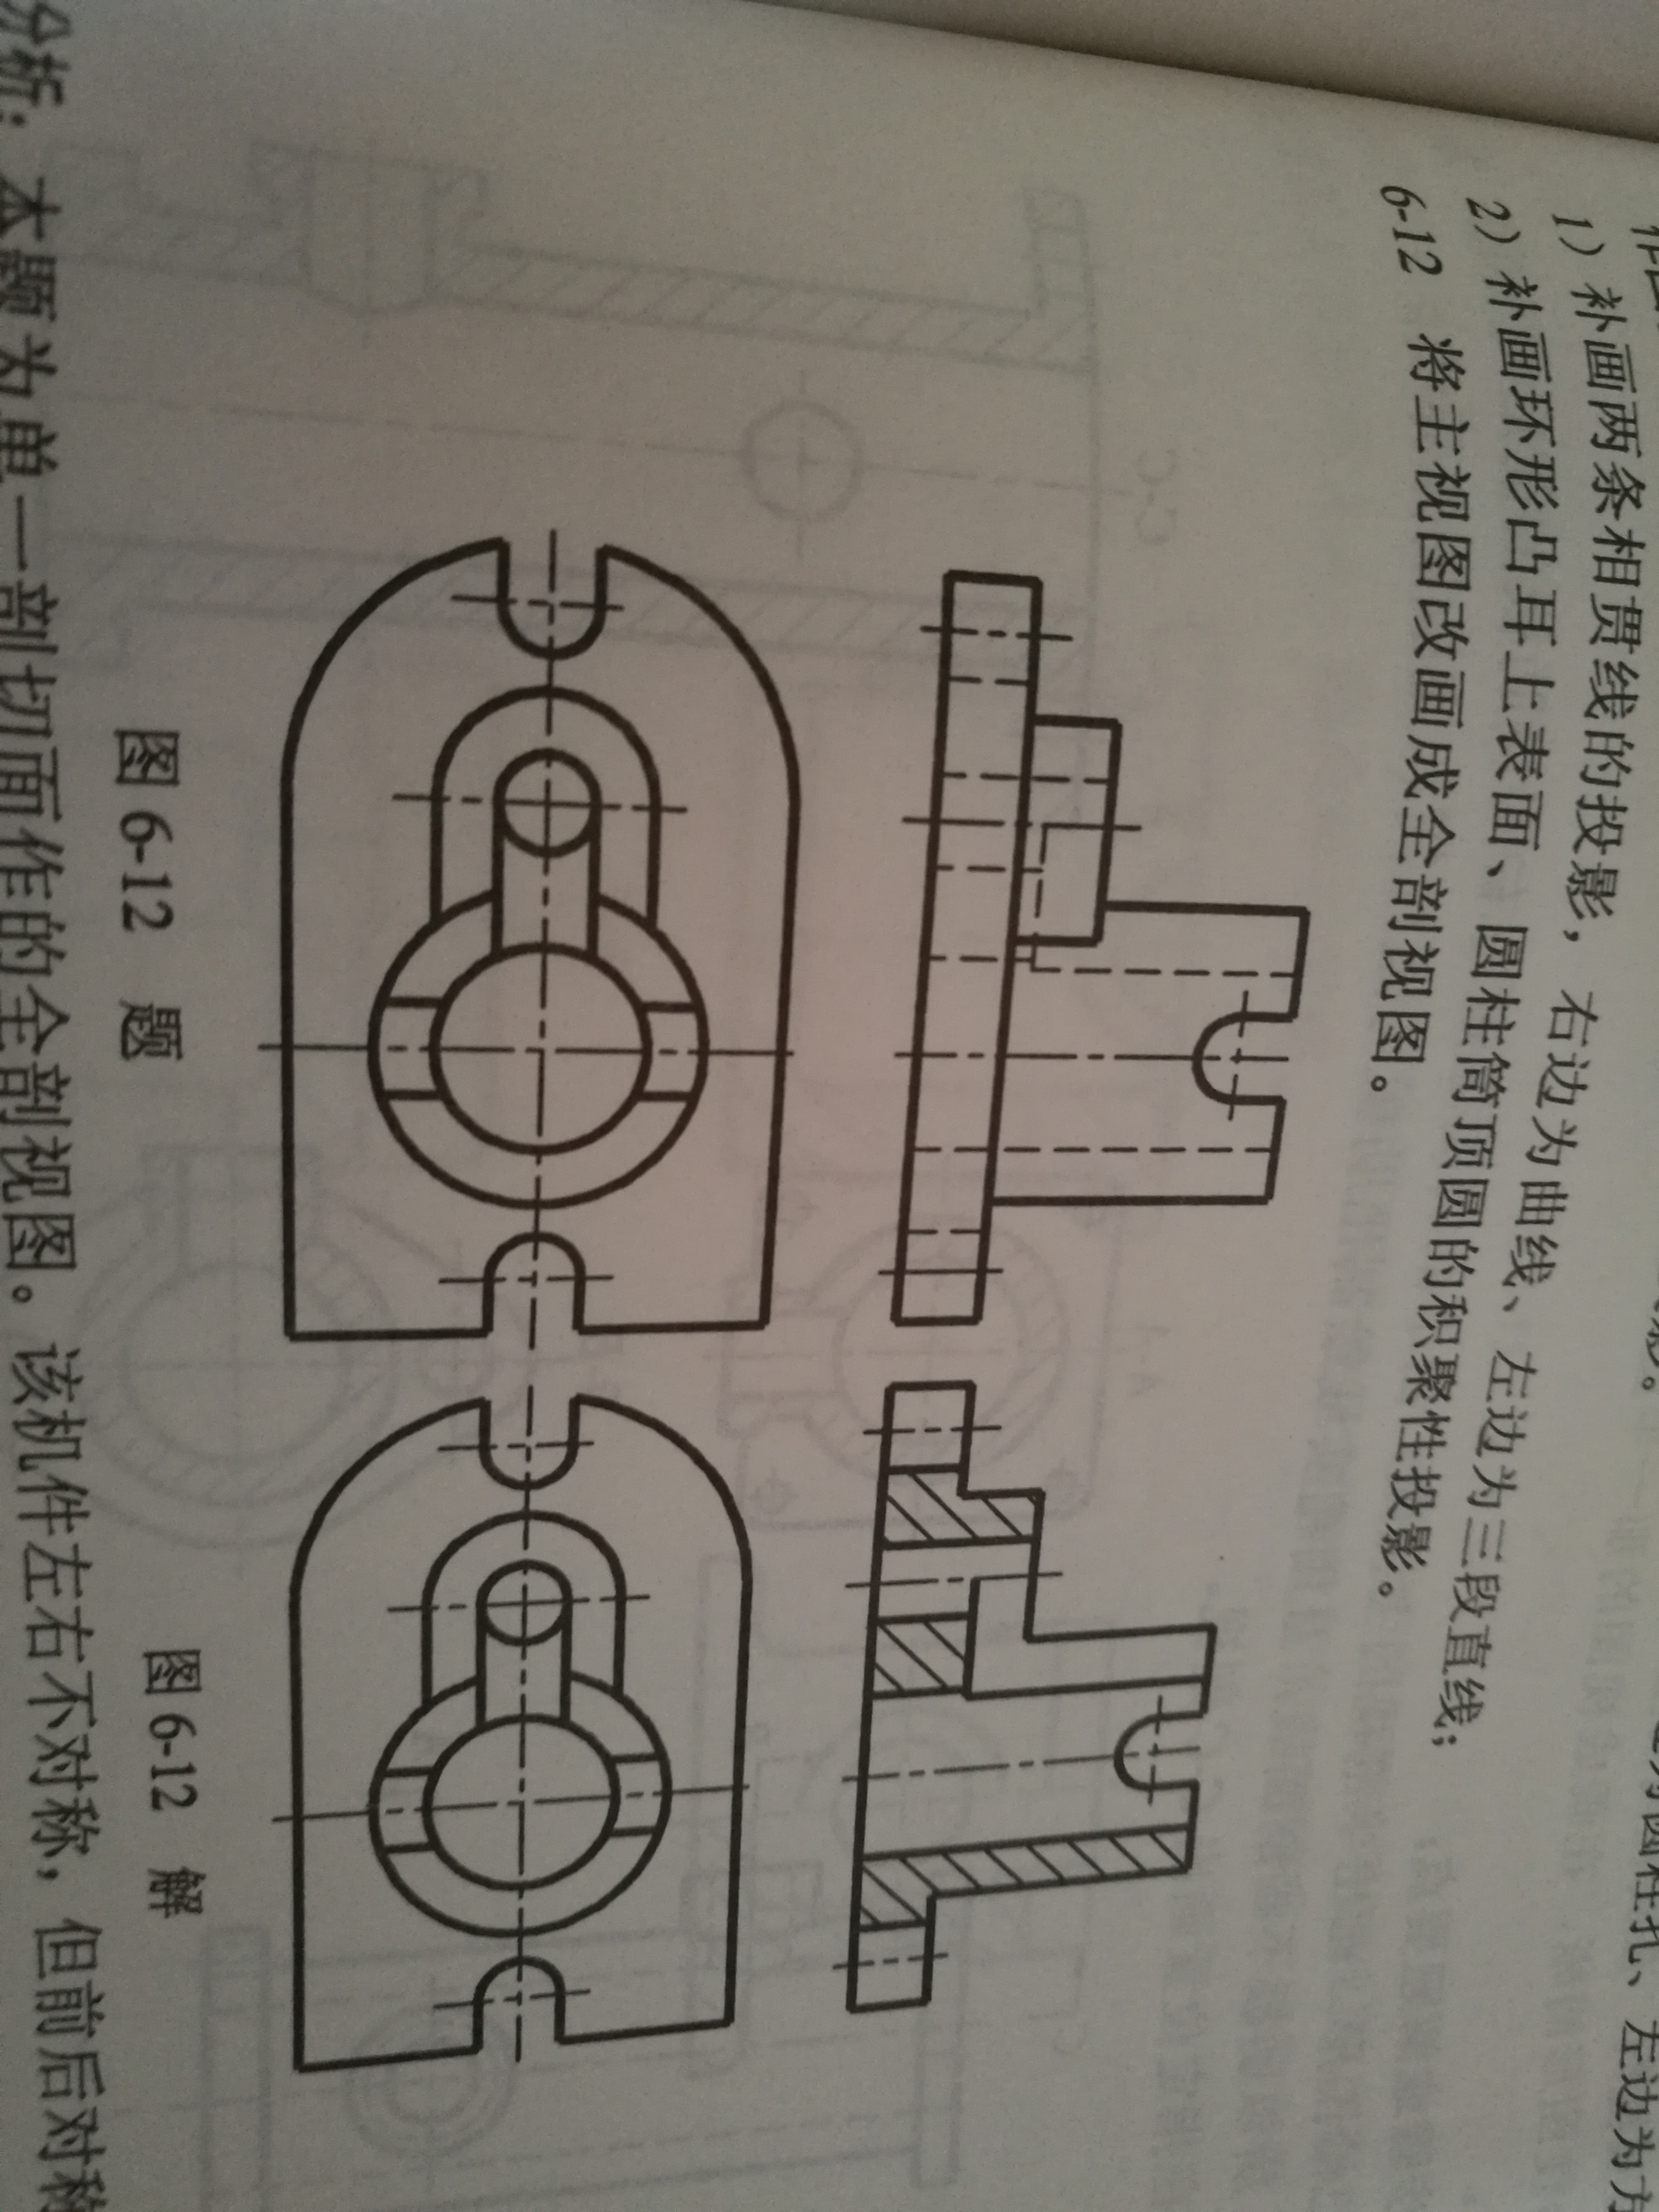 影。
圆柱孔、左边为方
1）补画两条相贯线的投影，右边为曲线、左边为三段直线；
2）补画环形凸耳上表面、圆柱筒顶圆的积聚性投影。
6-12 将主视图改画成全剖视图。
C-C
A-A
图 6-12 题
图 6-12 解
分析：本题为单一剖切面作的全剖视图。该机件左右不对称，但前后对称